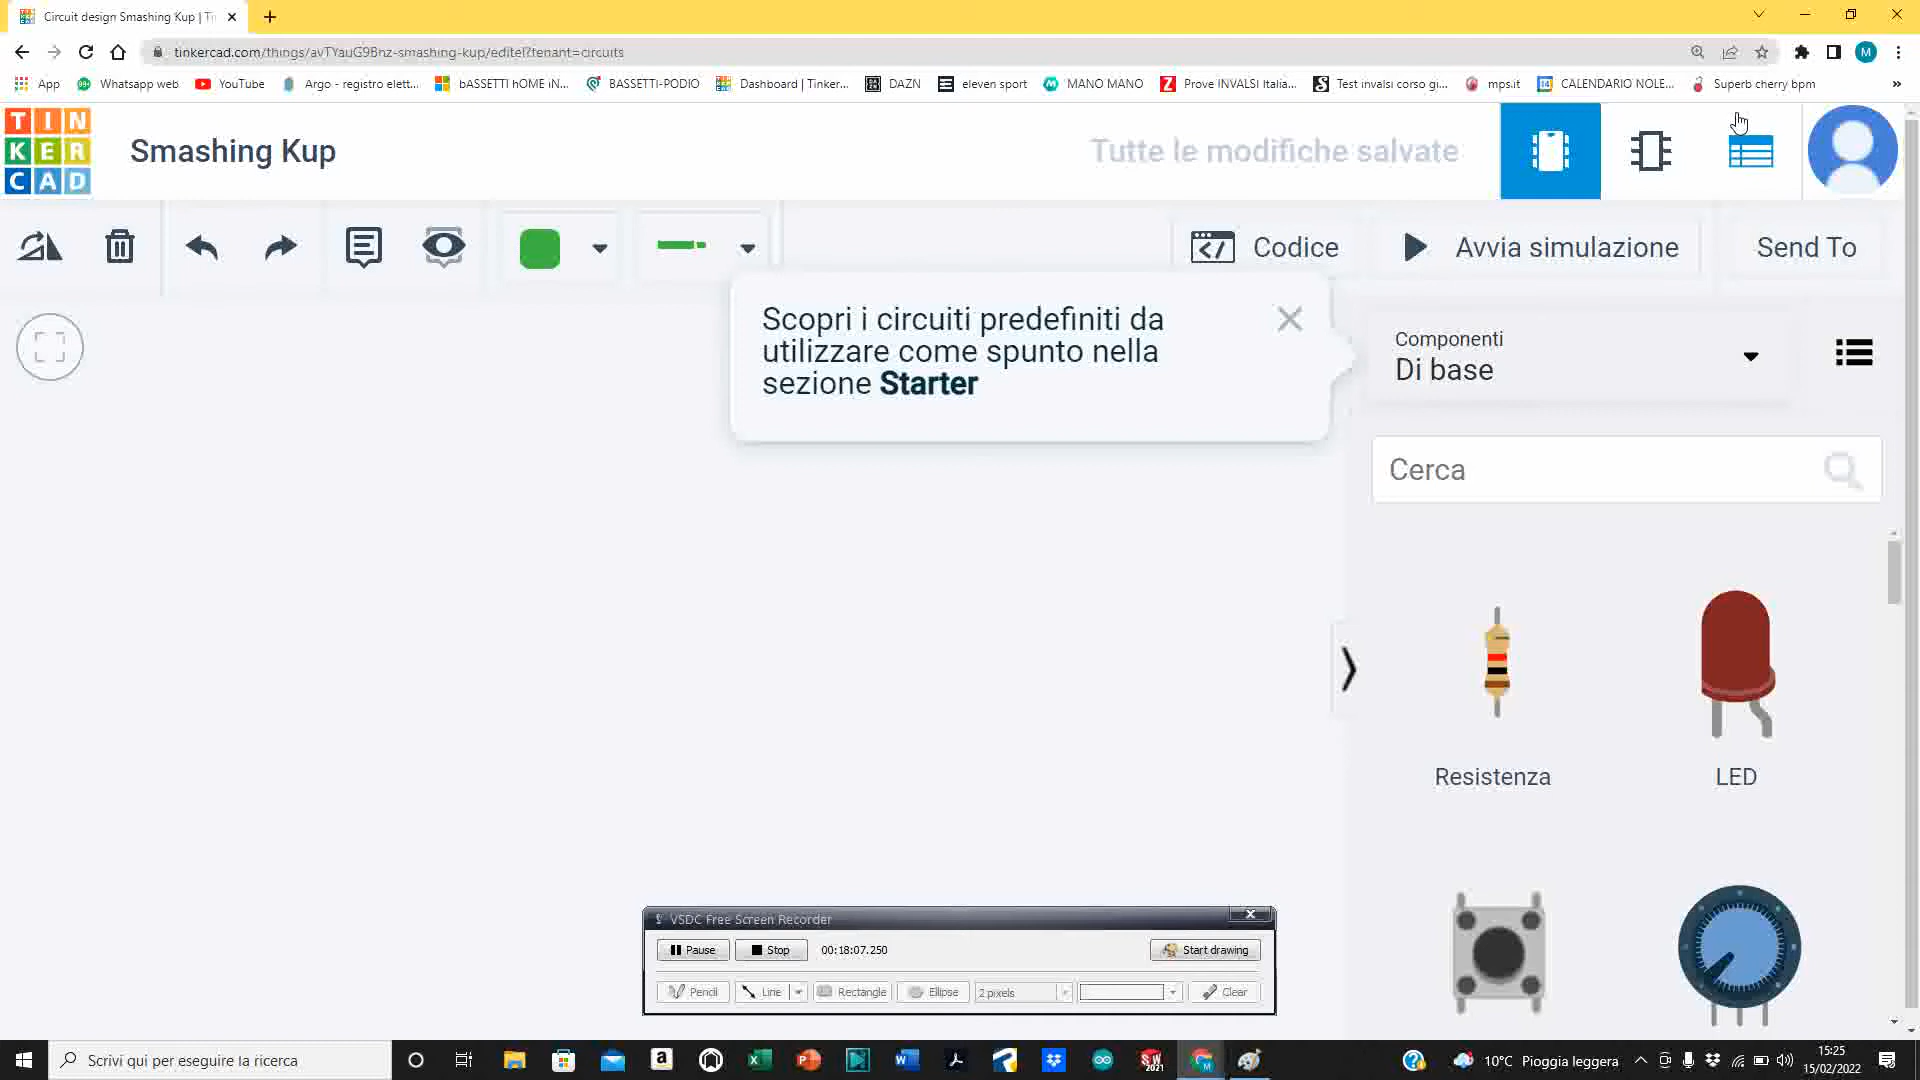 Circuit design Smashing Kup | Ti
tinkercad.com/things/avTYauG9Bnz-smashing-kup/editel?tenant=circuits
M
App
Whatsapp web
YouTube
Argo - registro elett...
bASSETTI hOME iN...
BASSETTI-PODIO
Dashboard | Tinker...
DAZN
eleven sport
MANO MANO
Prove INVALSI Italia...
Test invalsi corso gi...
mps.it
CALENDARIO NOLE...
Superb cherry bpm
»
TIN
KER
CAD
Smashing Kup
Tutte le modifiche salvate
Codice
Avvia simulazione
Send To
Scopri i circuiti predefiniti da
utilizzare come spunto nella
sezione Starter
Componenti
Di base
Cerca
Resistenza
LED
VSDC Free Screen Recorder
Pause
Stop
00:18:07.250
Start drawing
Pencil
Line
Rectangle
Ellipse
2 pixels
Clear
Scrivi qui per eseguire la ricerca
10°C Pioggia leggera
15:25
15/02/2022